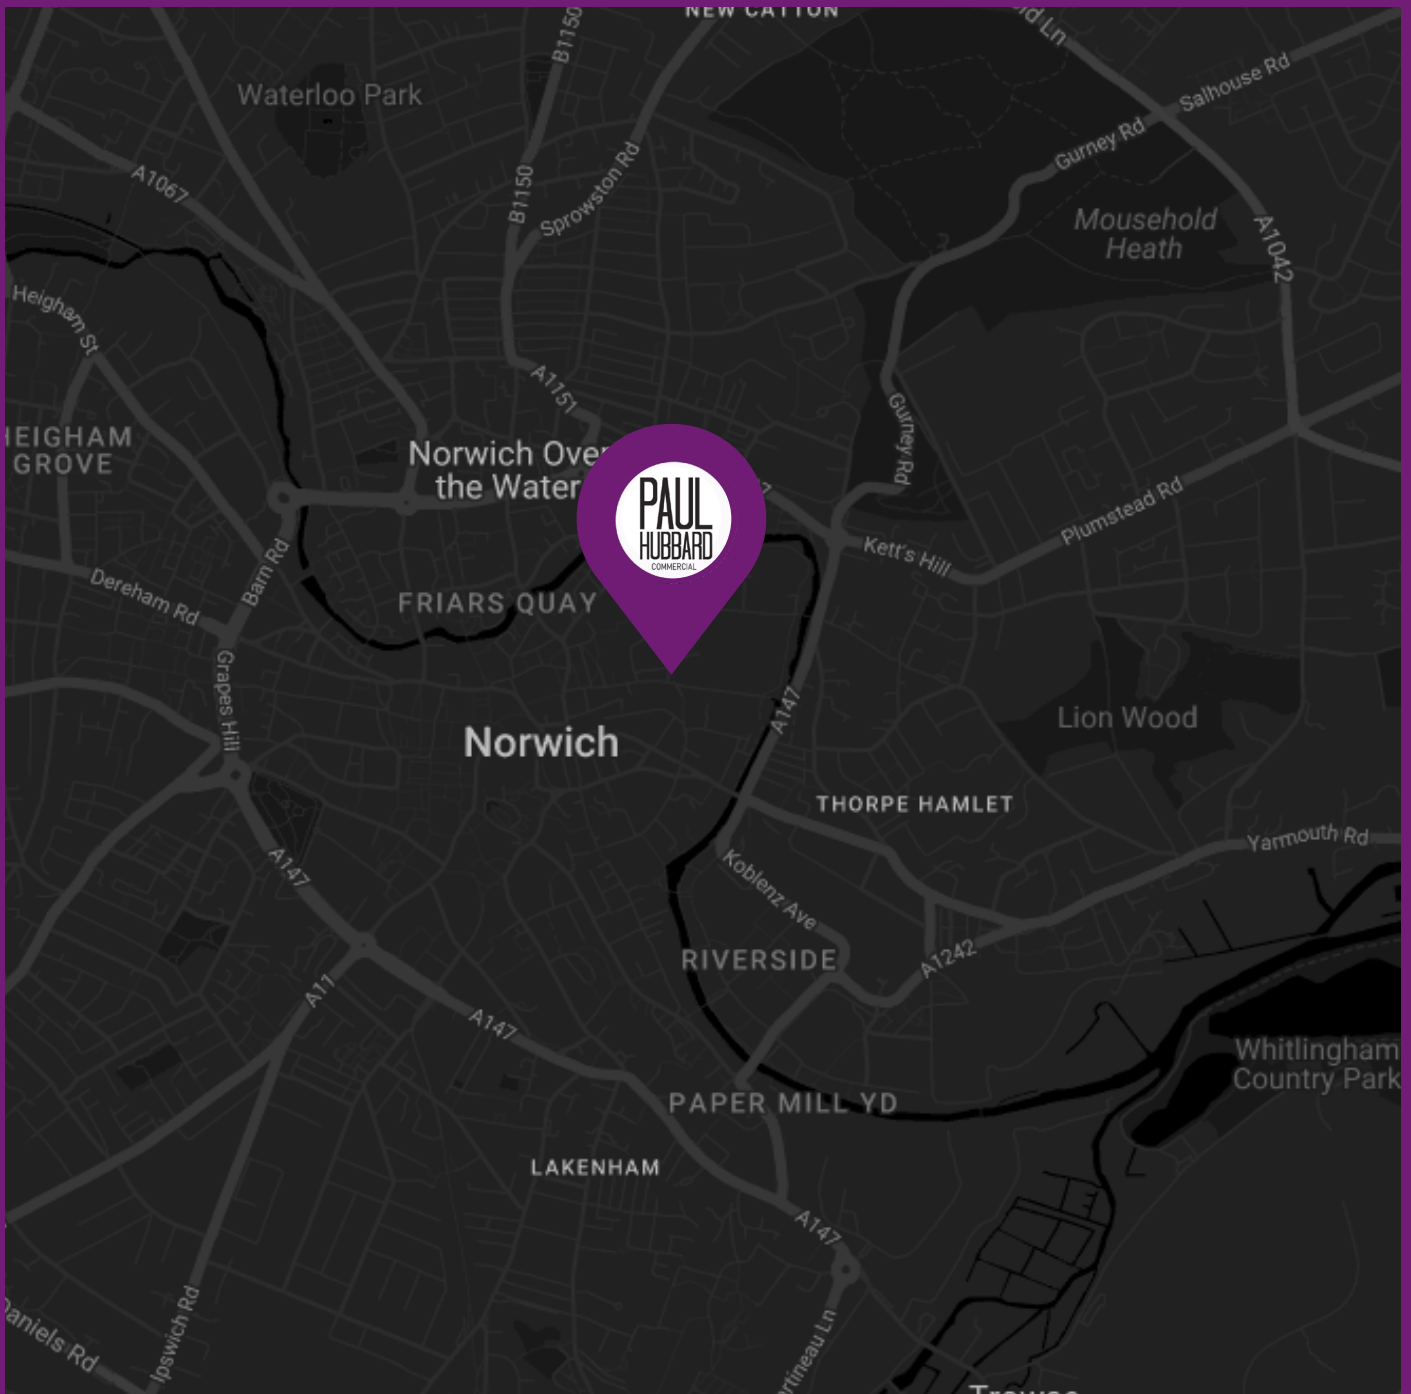 NEW CATTON
B1150
Salhouse Rd
Gurney Rd
Waterloo Park
A1067
B1150
Sprowston Rd
Mousehold
Heath
A1042
Heigham St
A1151
Gurney Rd
HEIGHAM
GROVE
Norwich Over
the Water
PAUL
HUBBARD
COMMERCIAL
Plumstead Rd
Kett's Hill
Barn Rd
Dereham Rd
FRIARS QUAY
Grapes Hill
A147
Lion Wood
Norwich
THORPE HAMLET
Yarmouth Rd
A147
Koblenz Ave
RIVERSIDE
A1242
A11
A147
Whitlingham
Country Park
PAPER MILL YD
LAKENHAM
A147
Daniels Rd
Ipswich Rd
rtineau Ln
Trowse